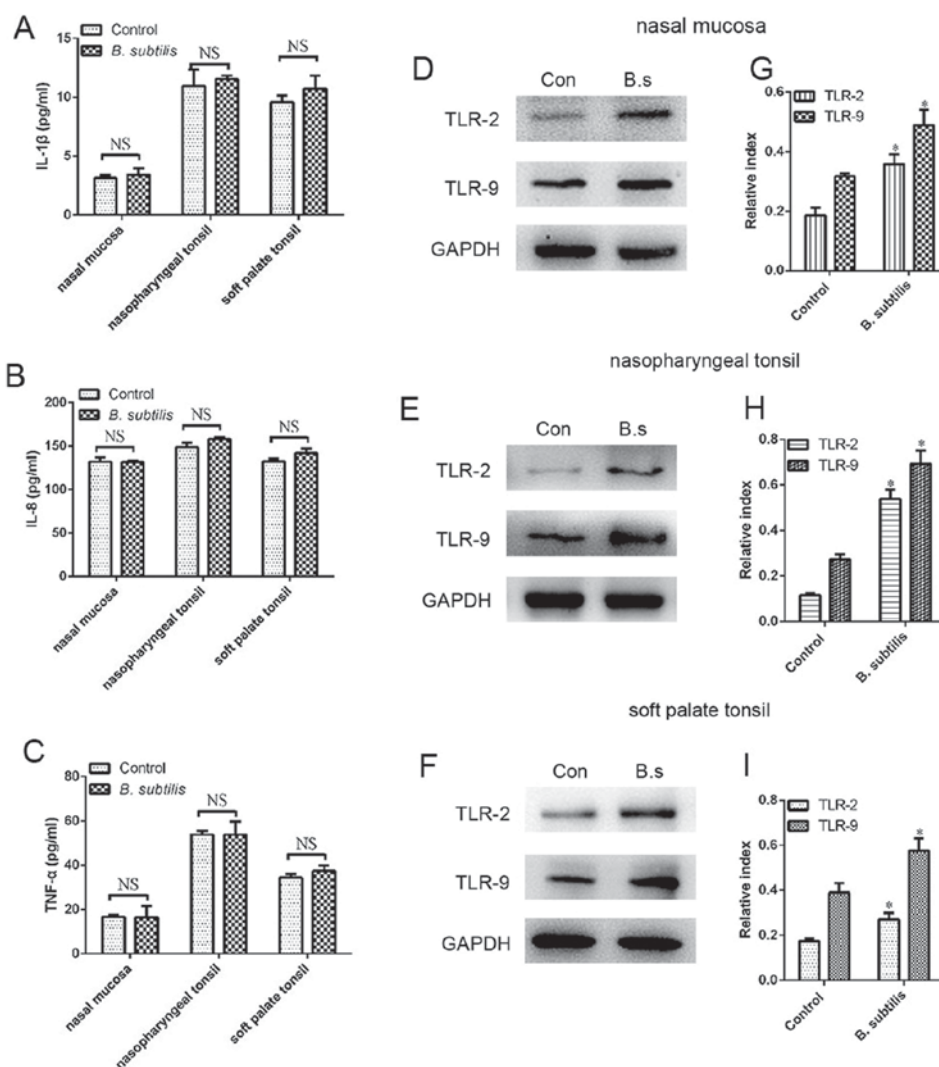 A
Control
B. subtilis
NS
NS
NS
IL-1β (pg/ml)
15
10
5
0
nasal mucosa
nasopharyngeal tonsil
soft palate tonsil
B
Control
B. subtilis
NS
NS
NS
IL-8 (pg/ml)
200
150
100
50
0
nasal mucosa
nasopharyngeal tonsil
soft palate tonsil
C
Control
B. subtilis
NS
NS
NS
TNF-α (pg/ml)
80
60
40
20
0
nasal mucosa
nasopharyngeal tonsil
soft palate tonsil
nasal mucosa
D
Con B.s
TLR-2
TLR-9
GAPDH
G
TLR-2
TLR-9
* *
Relative index
0.6
0.4
0.2
0.0
Control
B. subtilis
nasopharyngeal tonsil
E
Con B.s
TLR-2
TLR-9
GAPDH
H
TLR-2
TLR-9
* *
Relative index
0.8
0.6
0.4
0.2
0.0
Control
B. subtilis
soft palate tonsil
F
Con B.s
TLR-2
TLR-9
GAPDH
I
TLR-2
TLR-9
* *
Relative index
0.8
0.6
0.4
0.2
0.0
Control
B. subtilis